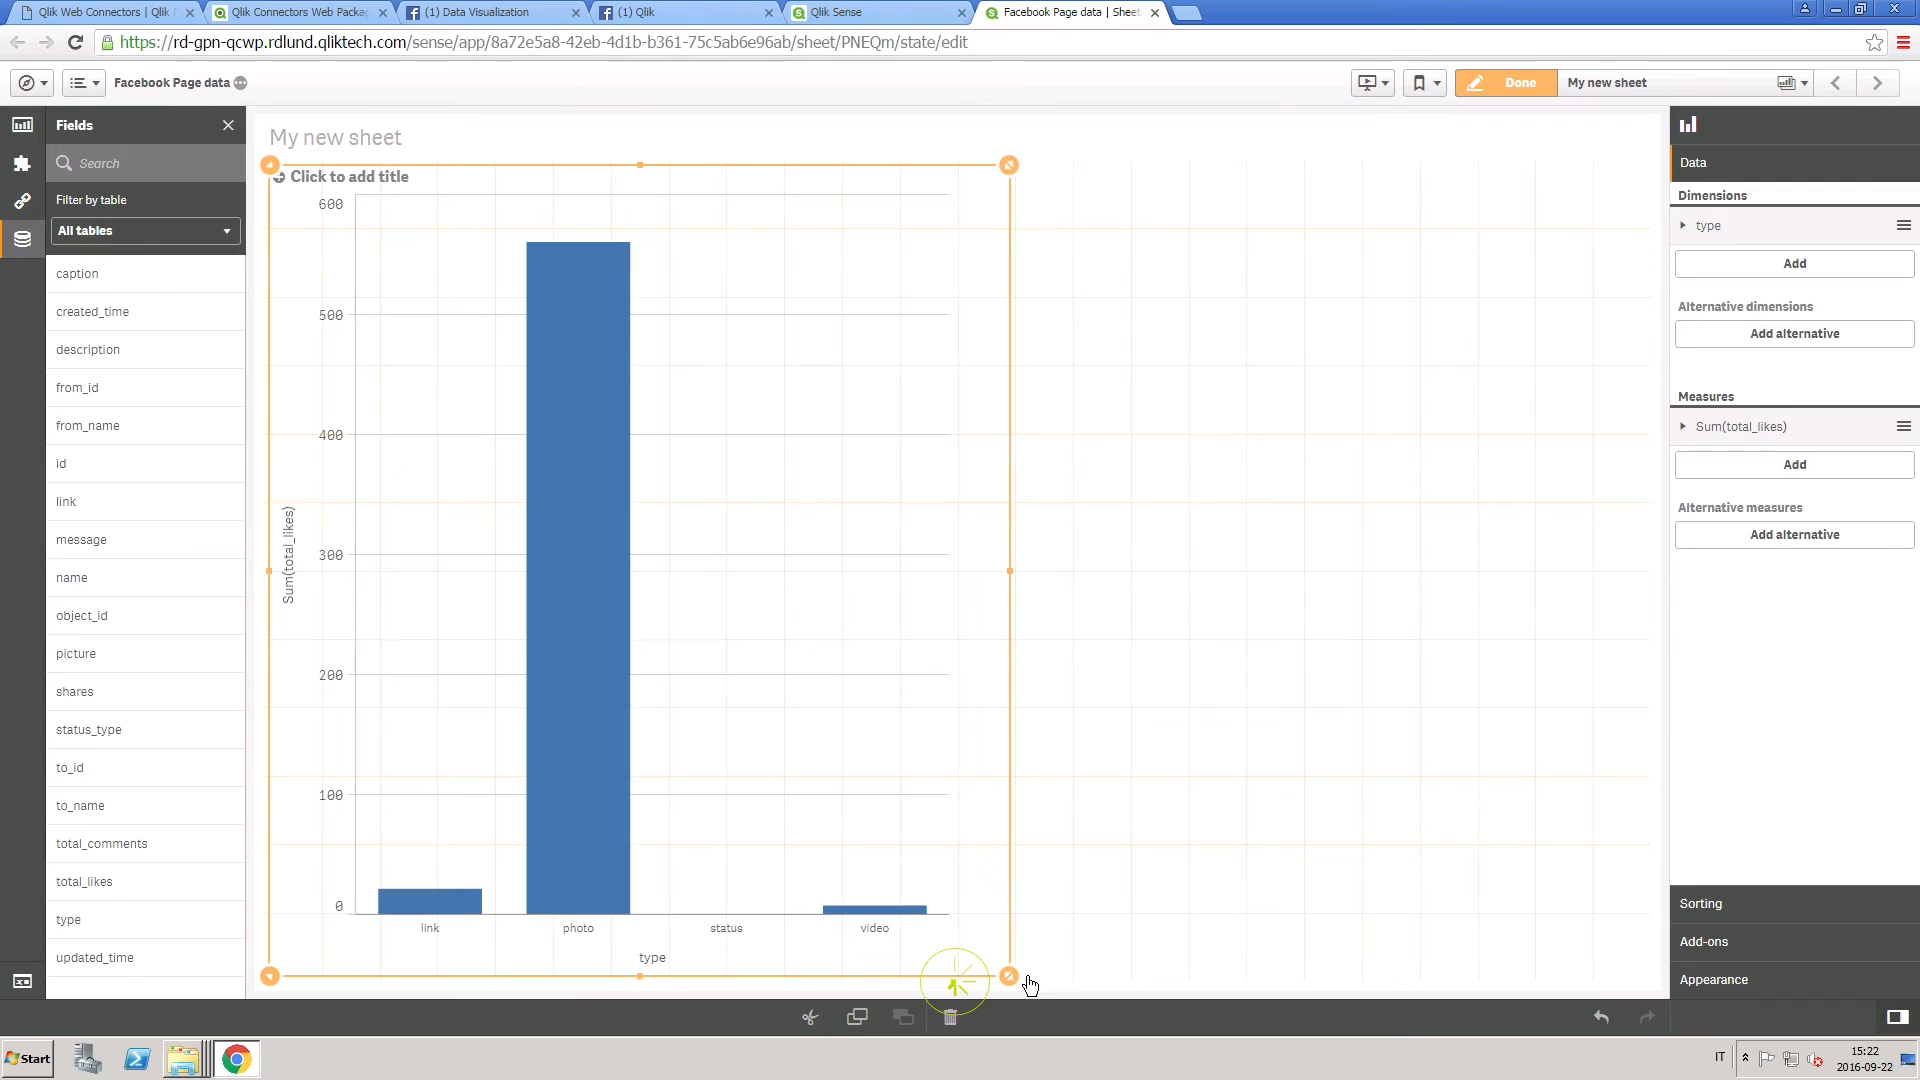 Qlik Web Connectors | Qlik
Qlik Connectors Web Packa
(1) Data Visualization
(1) Qlik
Qlik Sense
Facebook Page data | Sheet
https://rd-gpn-qcwp.rdlund.qliktech.com/sense/app/8a72e5a8-42eb-4d1b-b361-75c5ab6e96ab/sheet/PNEQm/state/edit
Facebook Page data
Done
My new sheet
Fields
Search
Filter by table
All tables
caption
created_time
description
from_id
from_name
id
link
message
name
object_id
picture
shares
status_type
to_id
to_name
total_comments
total_likes
type
updated_time
My new sheet
Click to add title
600
500
400
300
200
100
0
Sum(total_likes)
link
photo
status
video
type
Data
Dimensions
type
Add
Alternative dimensions
Add alternative
Measures
Sum(total_likes)
Add
Alternative measures
Add alternative
Sorting
Add-ons
Appearance
Start
IT
15:22
2016-09-22